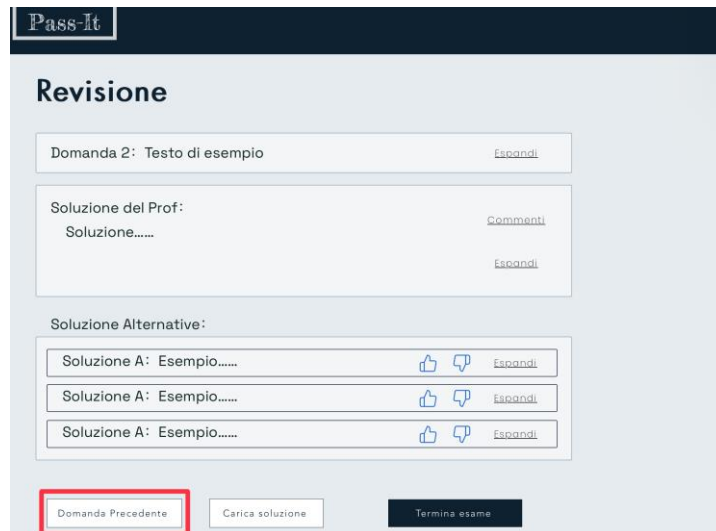 Pass-It
Revisione
Domanda 2: Testo di esempio Espandi
Soluzione del Prof:
Commenti
Soluzione......
Espandi
Soluzione Alternative:
Soluzione A: Esempio...... Espandi
Soluzione A: Esempio...... Espandi
Soluzione A: Esempio...... Espandi
Domanda Precedente Carica soluzione Termina esame